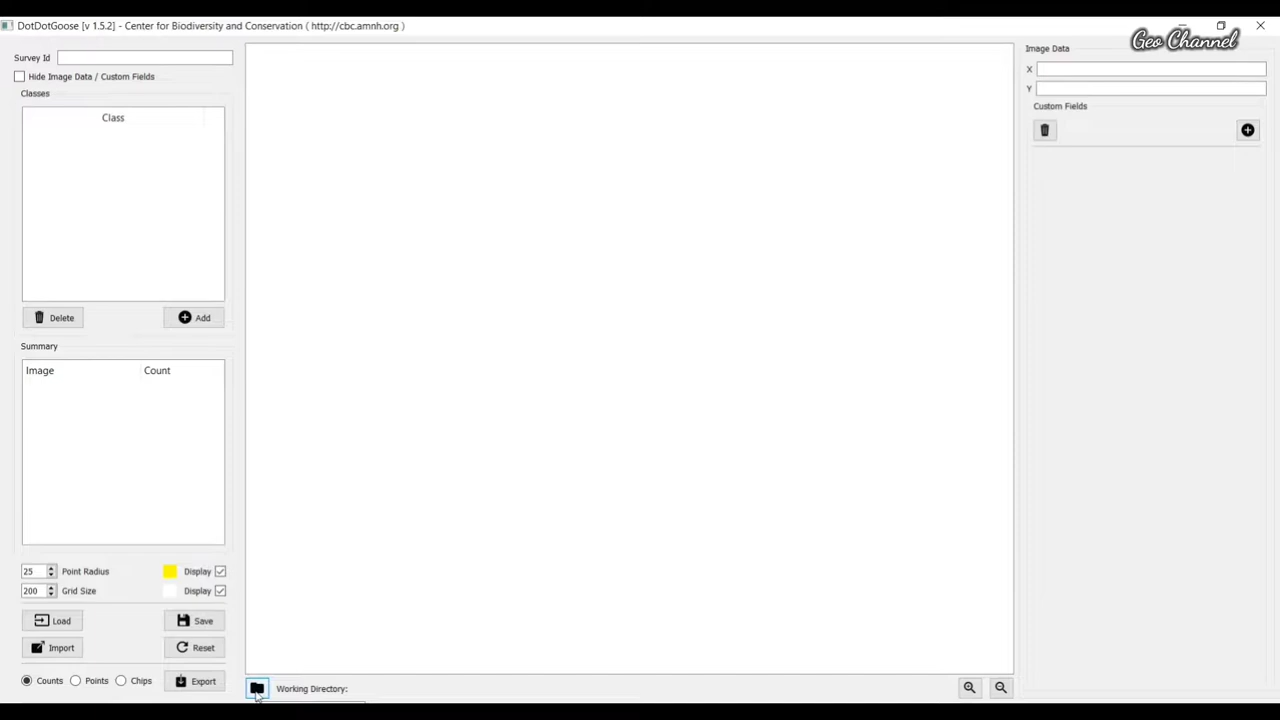 DotDotGoose [v 1.5.2] - Center for Biodiversity and Conservation ( http://cbc.amnh.org )
Geo Channel
Survey Id
Hide Image Data / Custom Fields
Classes
Class
Delete
Add
Summary
Image Count
25 Point Radius Display
200 Grid Size Display
Load Save
Import Reset
Counts Points Chips Export
Working Directory:
Image Data
X
Y
Custom Fields